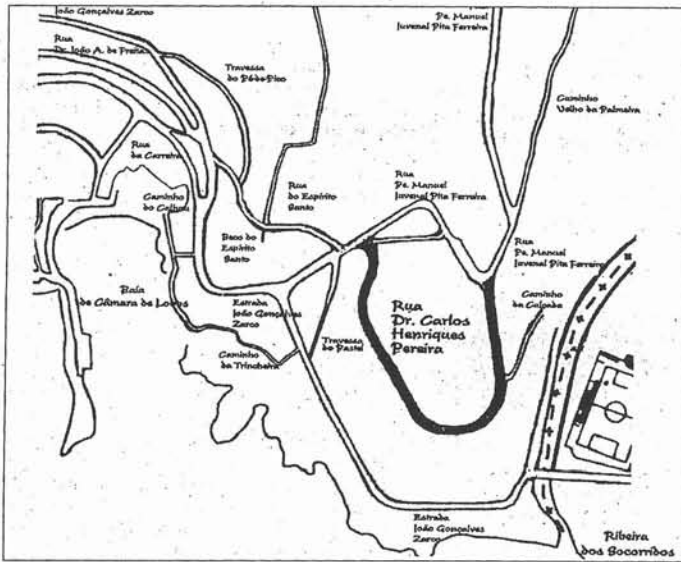 João Gonçalves Zarco
Rua
Dr. João A. de Freitas
Travessa
do Pé-de-Pico
Rua
Pe. Manuel
Juvenal Pita Ferreira
Caminho
Velho da Palmeira
Rua
da Carreira
Caminho
do Calhau
Rua
do Espírito
Santo
Rua
Pe. Manuel
Juvenal Pita Ferreira
Beco do
Espírito
Santo
Rua
Pe. Manuel
Juvenal Pita Ferreira
Baía
de Câmara de Lobos
Estrada
João Gonçalves
Zarco
Caminho
da Calçada
Rua
Dr. Carlos
Henriques
Pereira
Travessa
do Pastel
Caminho
da Trincheira
Estrada
João Gonçalves
Zarco
Ribeira
dos Socorridos